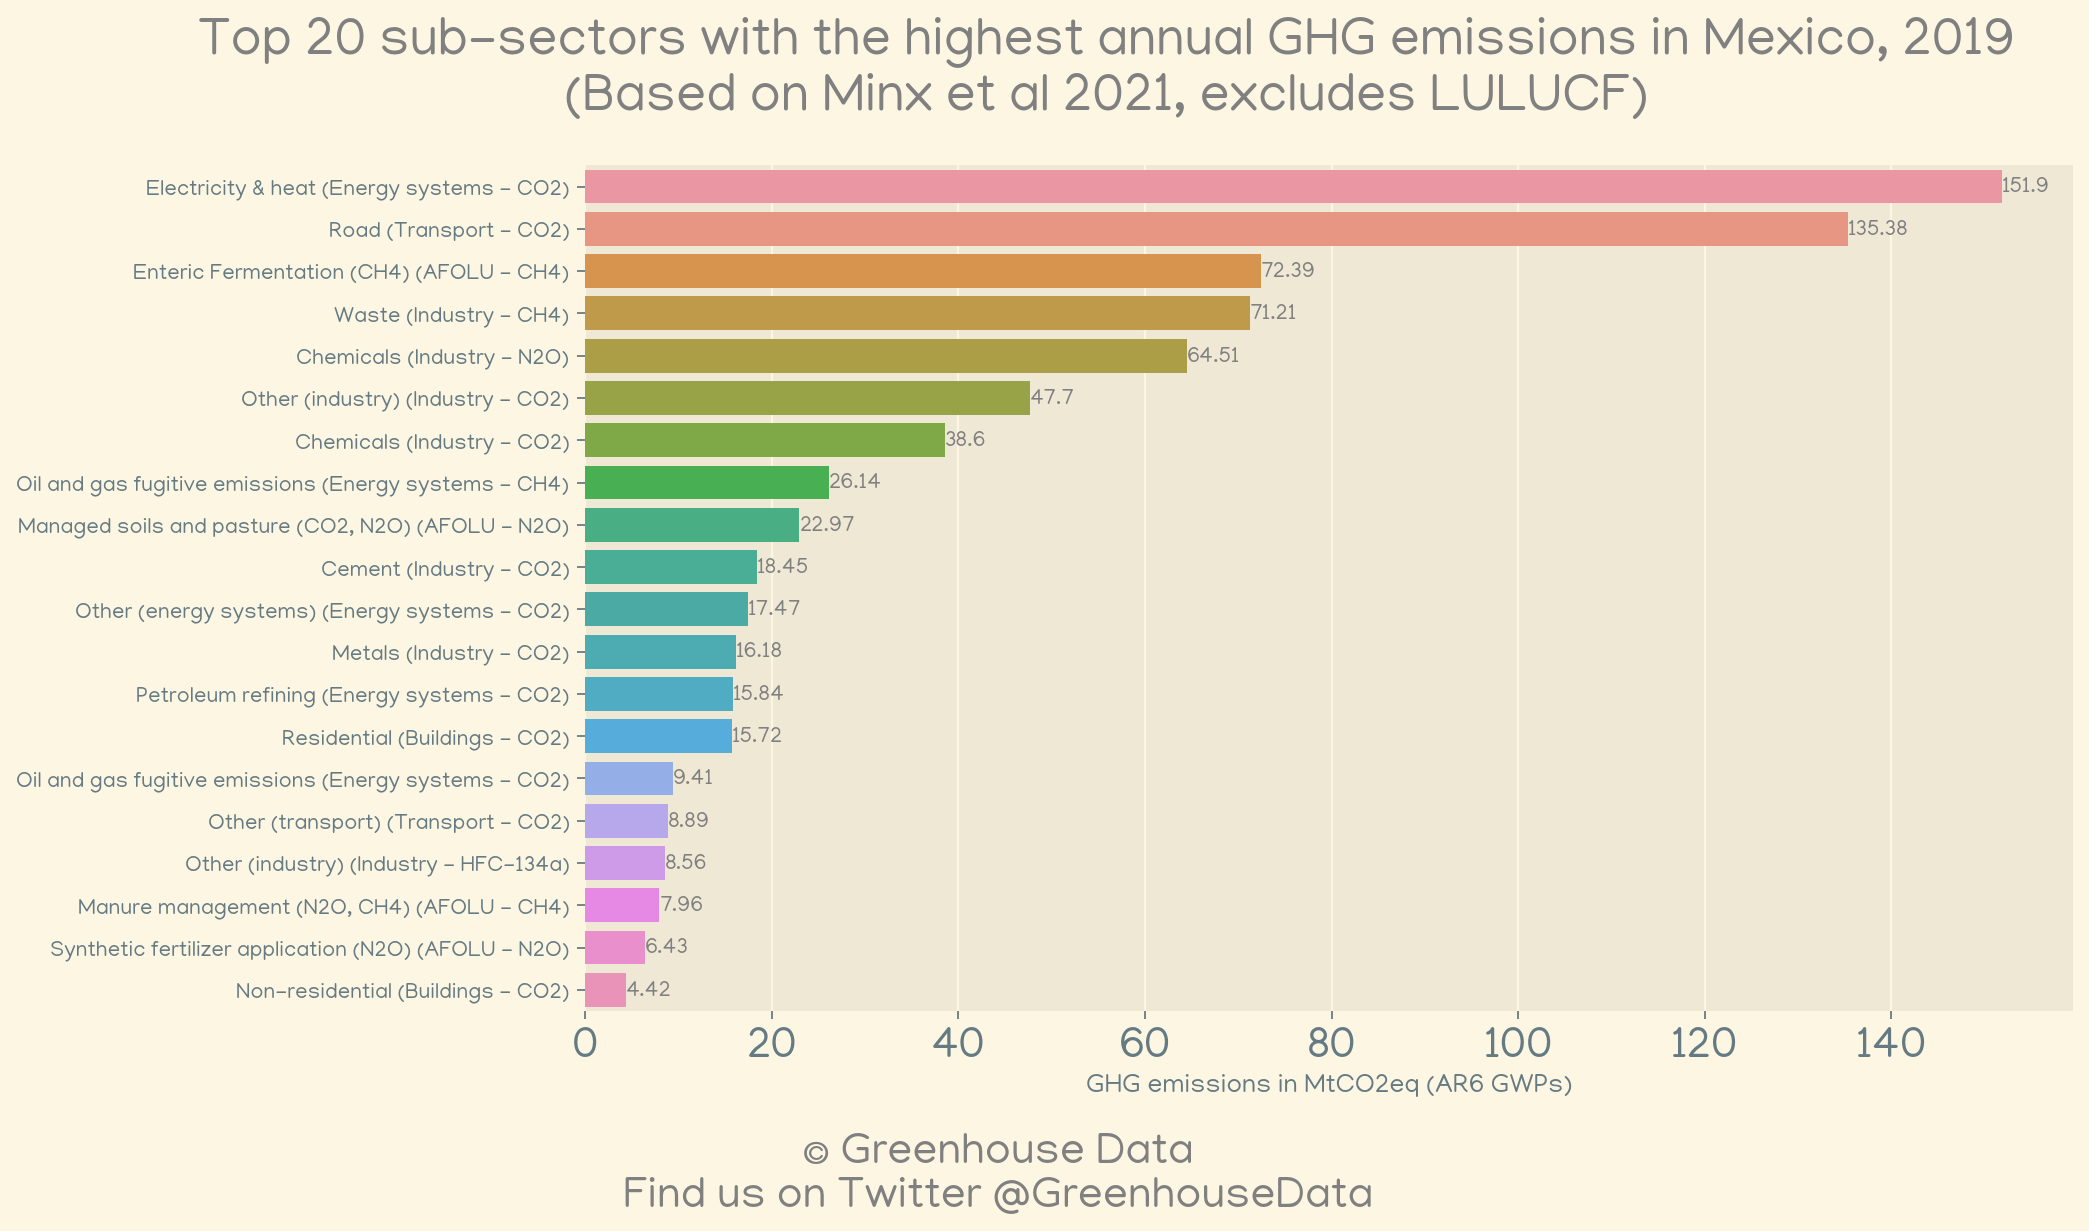 Top 20 sub-sectors with the highest annual GHG emissions in Mexico, 2019
(Based on Minx et al 2021, excludes LULUCF)
Electricity & heat (Energy systems - CO2) 151.9
Road (Transport - CO2) 135.38
Enteric Fermentation (CH4) (AFOLU - CH4) 72.39
Waste (Industry - CH4) 71.21
Chemicals (Industry - N2O) 64.51
Other (industry) (Industry - CO2) 47.7
Chemicals (Industry - CO2) 38.6
Oil and gas fugitive emissions (Energy systems - CH4) 26.14
Managed soils and pasture (CO2, N2O) (AFOLU - N2O) 22.97
Cement (Industry - CO2) 18.45
Other (energy systems) (Energy systems - CO2) 17.47
Metals (Industry - CO2) 16.18
Petroleum refining (Energy systems - CO2) 15.84
Residential (Buildings - CO2) 15.72
Oil and gas fugitive emissions (Energy systems - CO2) 9.41
Other (transport) (Transport - CO2) 8.89
Other (industry) (Industry - HFC-134a) 8.56
Manure management (N2O, CH4) (AFOLU - CH4) 7.96
Synthetic fertilizer application (N2O) (AFOLU - N2O) 6.43
Non-residential (Buildings - CO2) 4.42
0 20 40 60 80 100 120 140
GHG emissions in MtCO2eq (AR6 GWPs)
© Greenhouse Data
Find us on Twitter @GreenhouseData